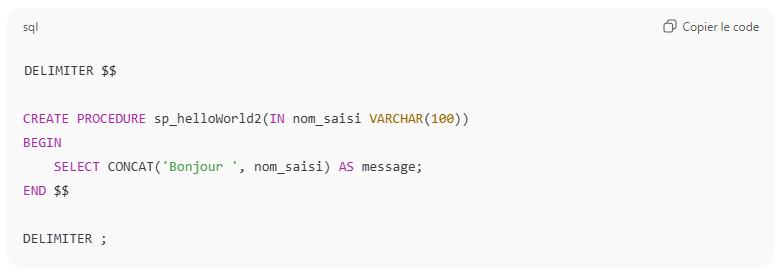 sql
Copier le code
DELIMITER $$
CREATE PROCEDURE sp_helloWorld2(IN nom_saisi VARCHAR(100))
BEGIN
    SELECT CONCAT('Bonjour ', nom_saisi) AS message;
END $$
DELIMITER ;